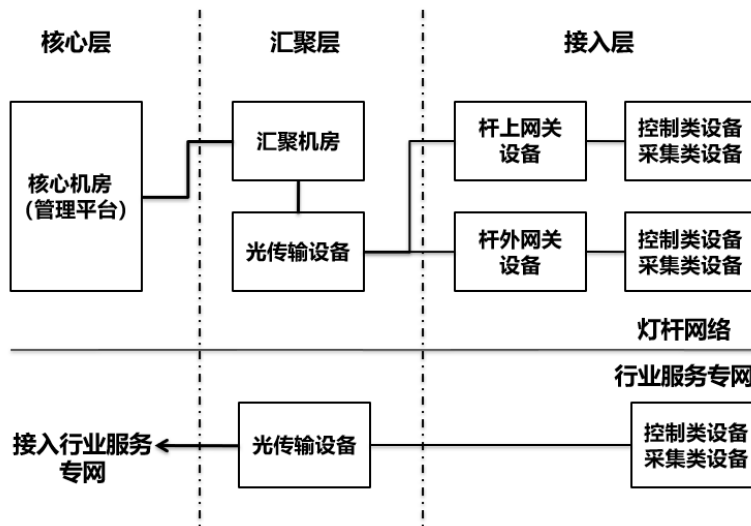 核心层
汇聚层
接入层
核心机房
（管理平台）
汇聚机房
光传输设备
杆上网关
设备
控制类设备
采集类设备
杆外网关
设备
控制类设备
采集类设备
灯杆网络
行业服务专网
接入行业服务
专网
光传输设备
控制类设备
采集类设备